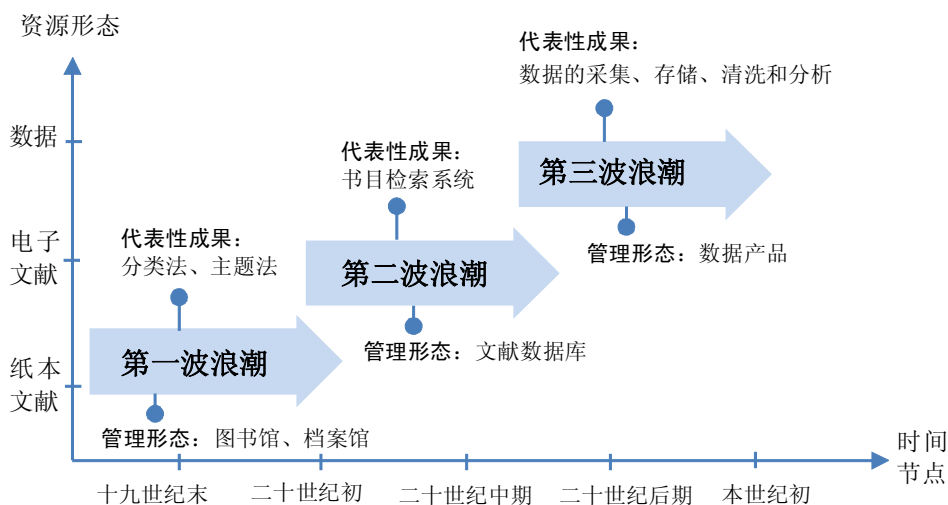 资源形态
代表性成果：
数据的采集、存储、清洗和分析
数据
第三波浪潮
管理形态：数据产品
代表性成果：
书目检索系统
电子
文献
第二波浪潮
管理形态：文献数据库
代表性成果：
分类法、主题法
纸本
文献
第一波浪潮
管理形态：图书馆、档案馆
时间
节点
十九世纪末
二十世纪初
二十世纪中期
二十世纪后期
本世纪初